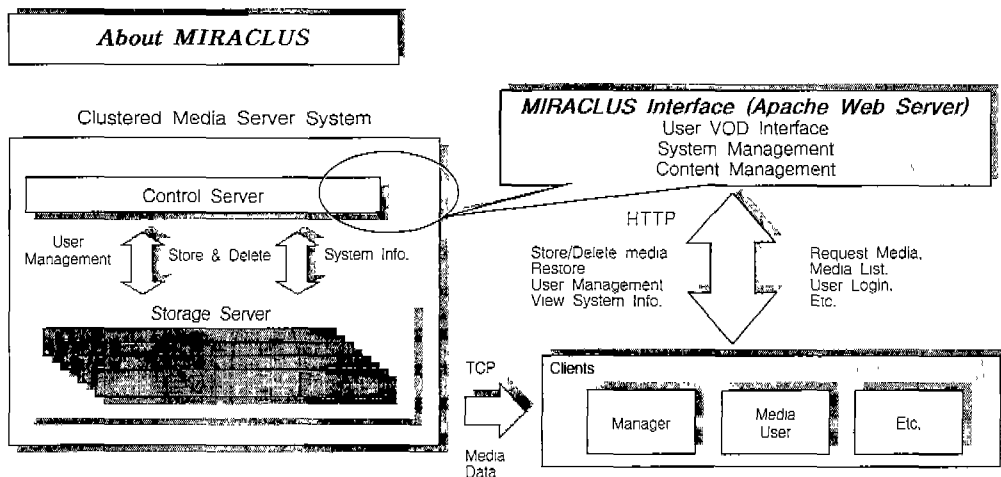 About MIRACLUS
Clustered Media Server System
Control Server
User
Management
Store & Delete
System Info.
Storage Server
MIRACLUS Interface (Apache Web Server)
User VOD Interface
System Management
Content Management
HTTP
Store/Delete media
Restore
User Management
View System Info.
Request Media,
Media List.
User Login,
Etc.
TCP
Media
Data
Clients
Manager
Media
User
Etc.